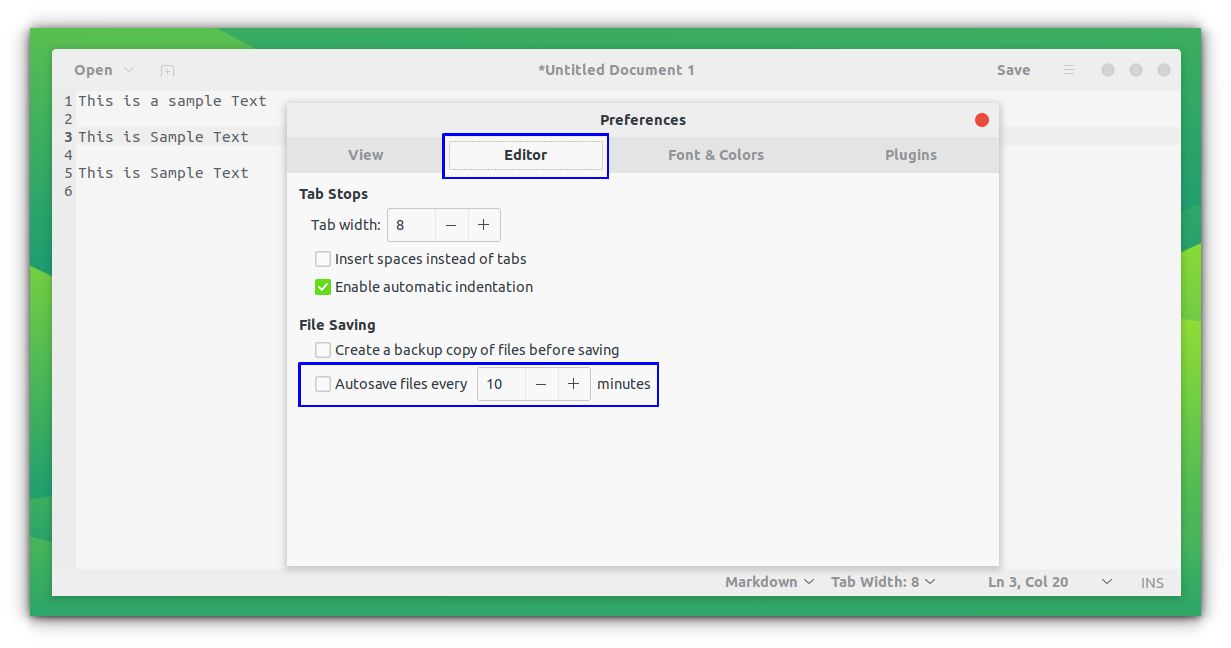 Open *Untitled Document 1 Save
1 This is a sample Text
2
3 This is Sample Text
4
5 This is Sample Text
6
Preferences
View Editor Font & Colors Plugins
Tab Stops
Tab width: 8 − +
Insert spaces instead of tabs
Enable automatic indentation
File Saving
Create a backup copy of files before saving
Autosave files every 10 − + minutes
Markdown Tab Width: 8 Ln 3, Col 20 INS